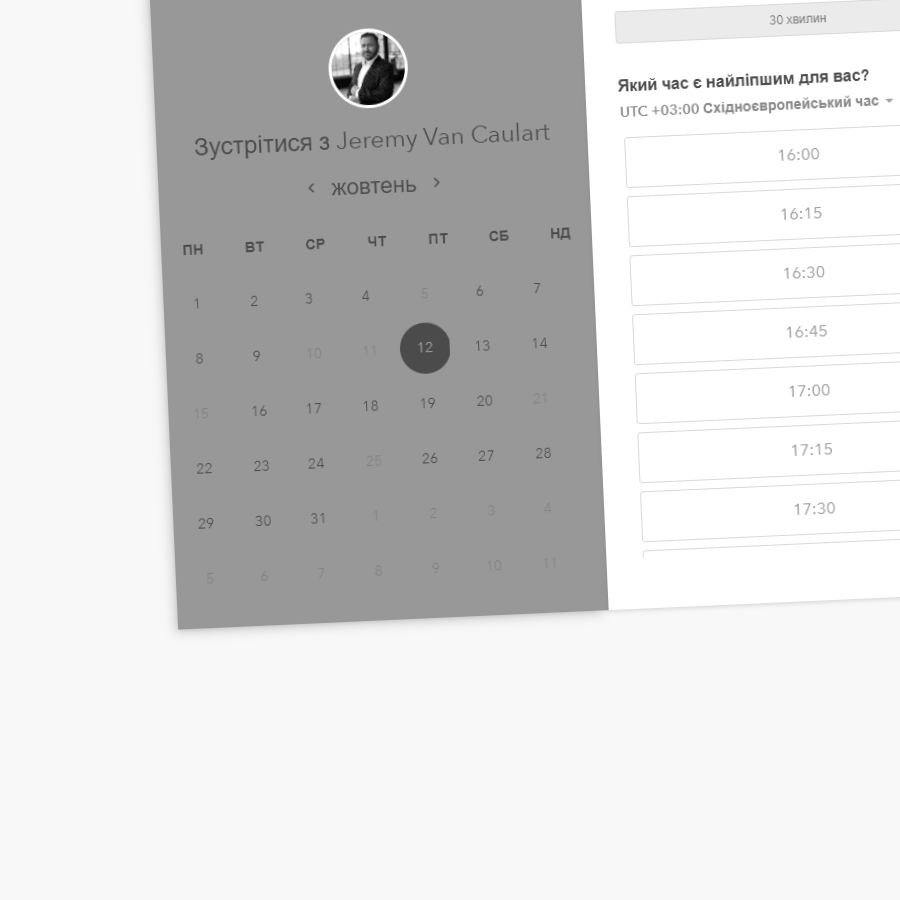 Зустрітися з Jeremy Van Caulart
< жовтень >
ПН ВТ СР ЧТ ПТ СБ НД
1 2 3 4 5 6 7
8 9 10 11 12 13 14
15 16 17 18 19 20 21
22 23 24 25 26 27 28
29 30 31 1 2 3 4
5 6 7 8 9 10 11
30 хвилин
Який час є найліпшим для вас?
UTC +03:00 Східноєвропейський час
16:00
16:15
16:30
16:45
17:00
17:15
17:30